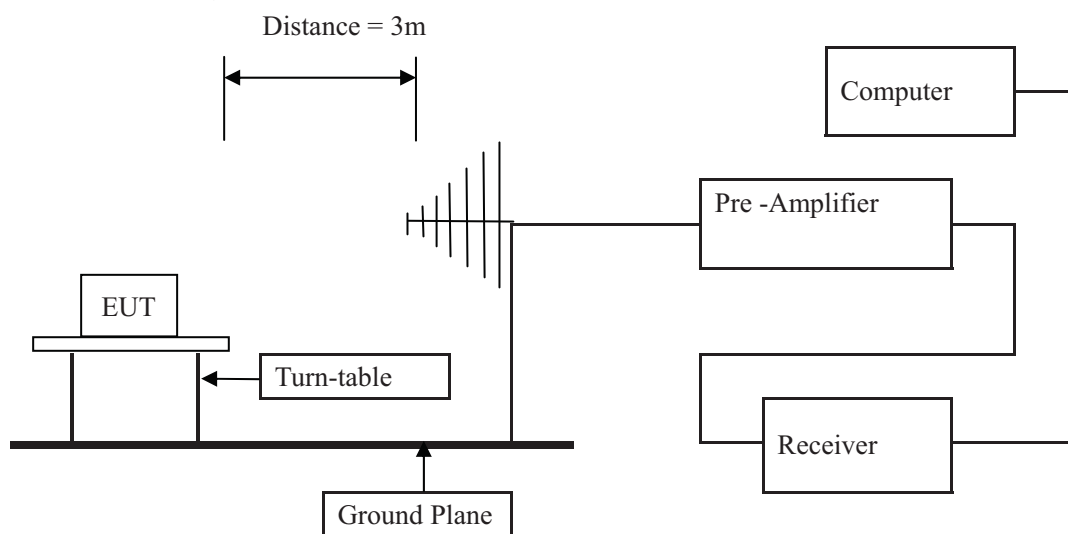 Distance = 3m
Computer
Pre -Amplifier
EUT
Turn-table
Receiver
Ground Plane